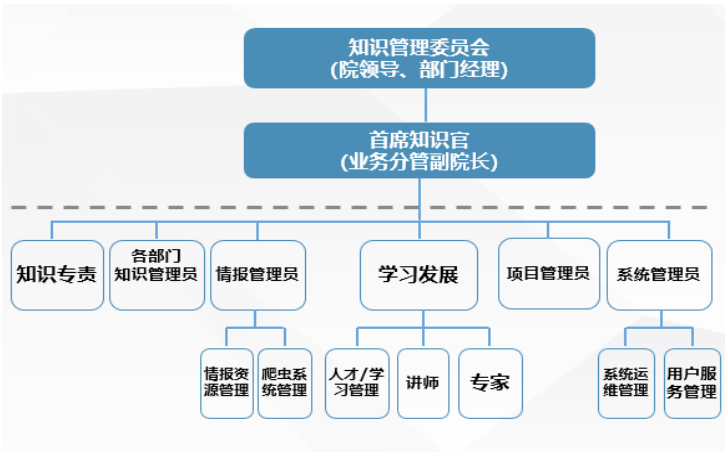 知识管理委员会
(院领导、部门经理)
首席知识官
(业务分管副院长)
知识专责
各部门
知识管理员
情报管理员
学习发展
项目管理员
系统管理员
情报资
源管理
爬虫系
统管理
人才/学
习管理
讲师
专家
系统运
维管理
用户服
务管理